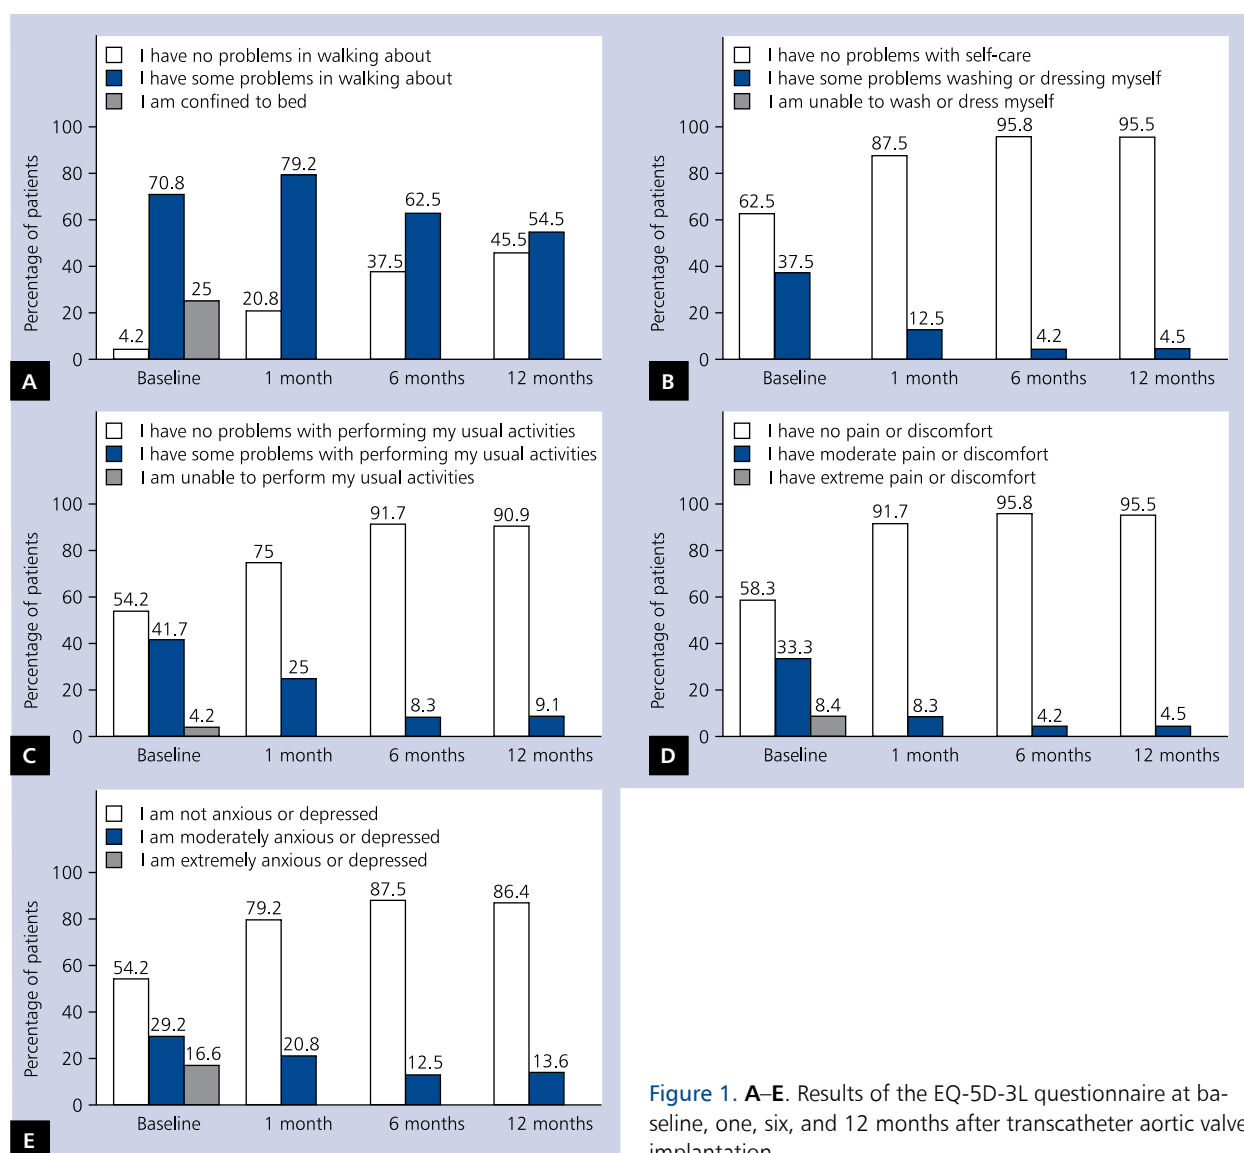 I have no problems in walking about
I have some problems in walking about
I am confined to bed
Percentage of patients
100
80
60
40
20
0
4.2
70.8
25
20.8
79.2
37.5
62.5
45.5
54.5
Baseline
1 month
6 months
12 months
A
I have no problems with self-care
I have some problems washing or dressing myself
I am unable to wash or dress myself
Percentage of patients
100
80
60
40
20
0
62.5
37.5
87.5
12.5
95.8
4.2
95.5
4.5
Baseline
1 month
6 months
12 months
B
I have no problems with performing my usual activities
I have some problems with performing my usual activities
I am unable to perform my usual activities
Percentage of patients
100
80
60
40
20
0
54.2
41.7
4.2
75
25
91.7
8.3
90.9
9.1
Baseline
1 month
6 months
12 months
C
I have no pain or discomfort
I have moderate pain or discomfort
I have extreme pain or discomfort
Percentage of patients
100
80
60
40
20
0
58.3
33.3
8.4
91.7
8.3
95.8
4.2
95.5
4.5
Baseline
1 month
6 months
12 months
D
I am not anxious or depressed
I am moderately anxious or depressed
I am extremely anxious or depressed
Percentage of patients
100
80
60
40
20
0
54.2
29.2
16.6
79.2
20.8
87.5
12.5
86.4
13.6
Baseline
1 month
6 months
12 months
E
Figure 1. A–E. Results of the EQ-5D-3L questionnaire at ba-
seline, one, six, and 12 months after transcatheter aortic valve
implantation